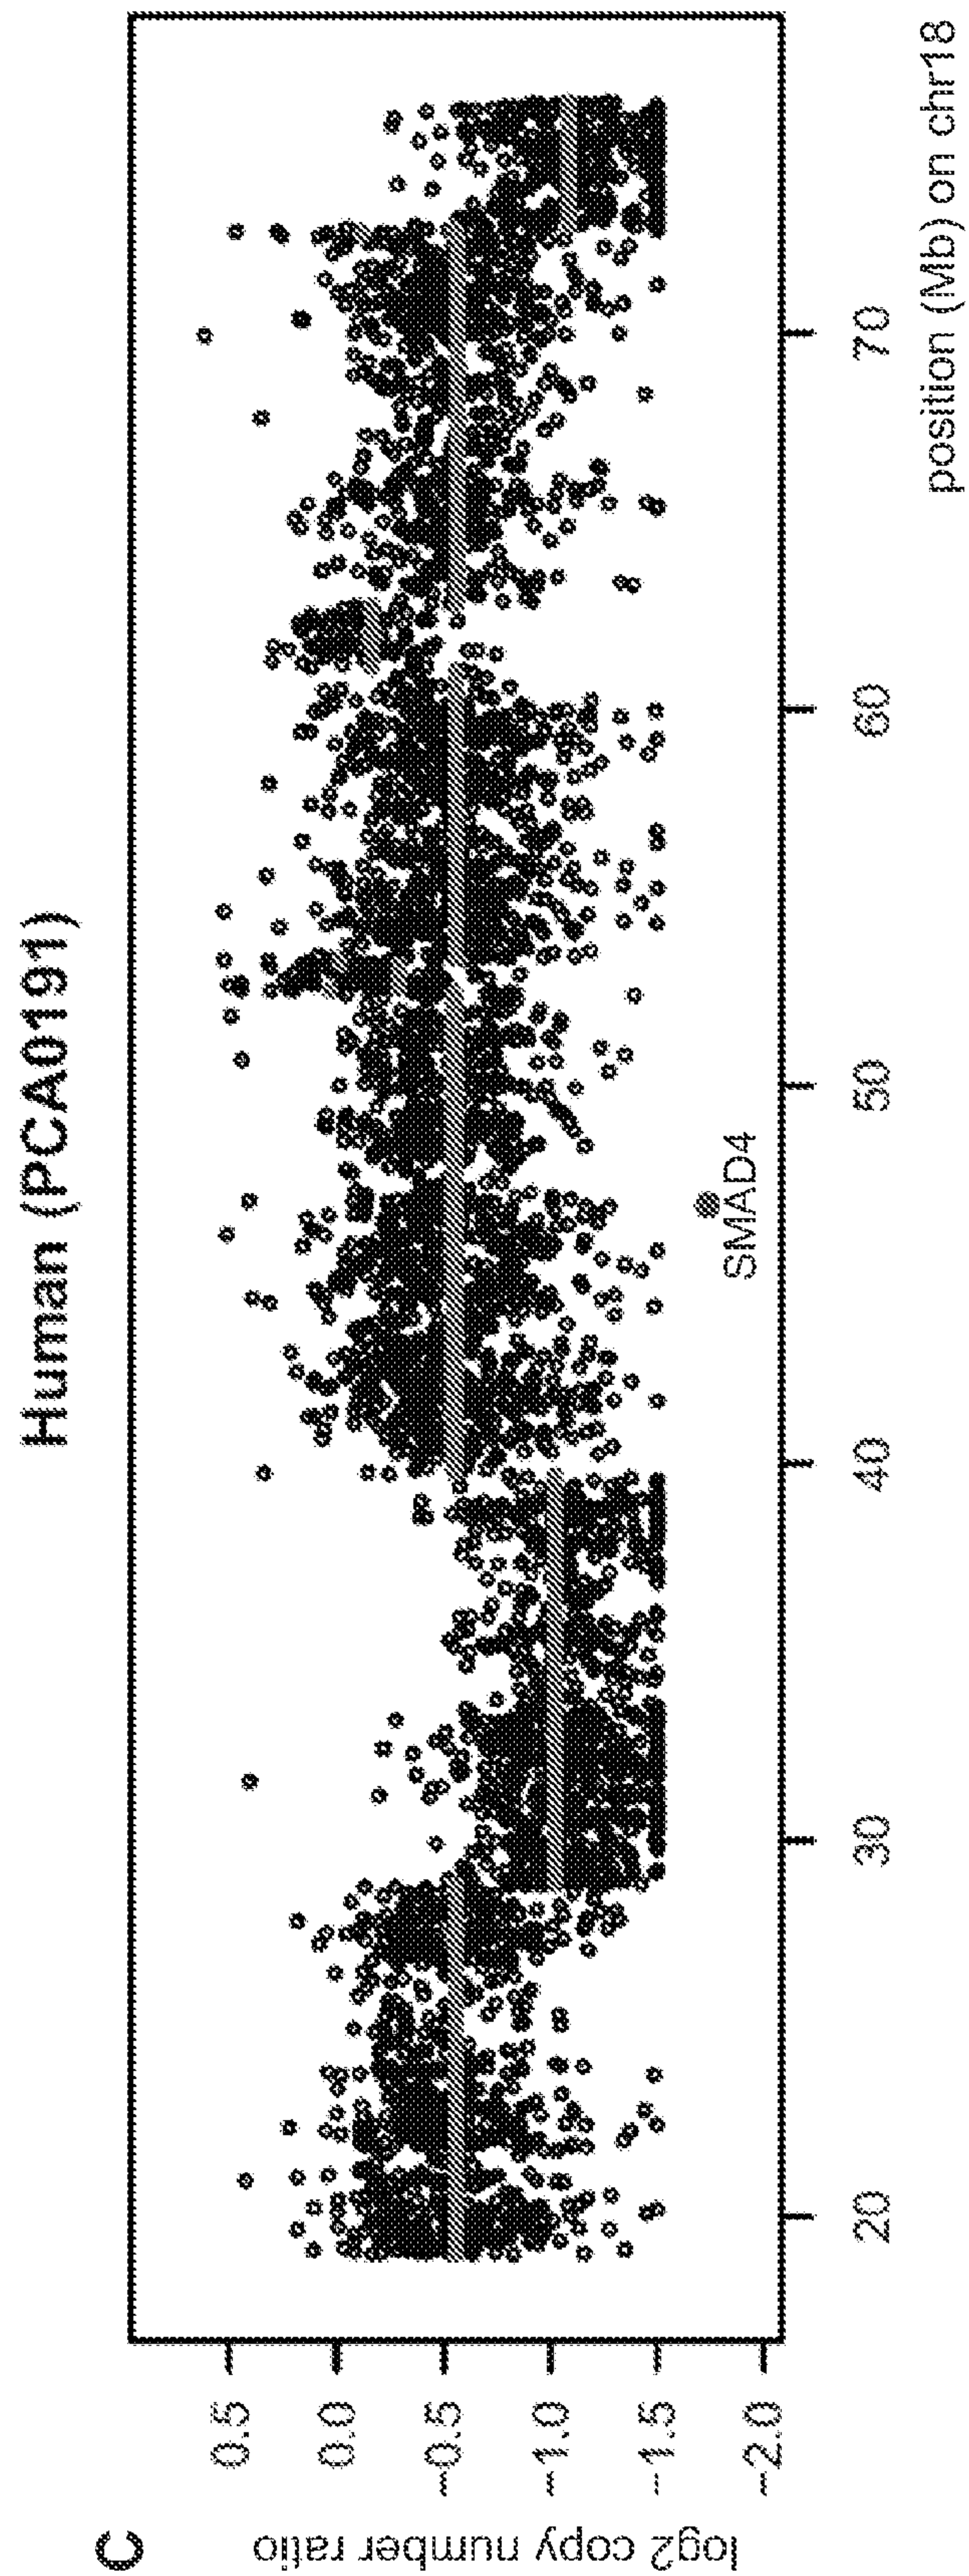 C
Human (PCA0191)
log2 copy number ratio
0.5
0.0
–0.5
–1.0
–1.5
–2.0
SMAD4
20
30
40
50
60
70
position (Mb) on chr18